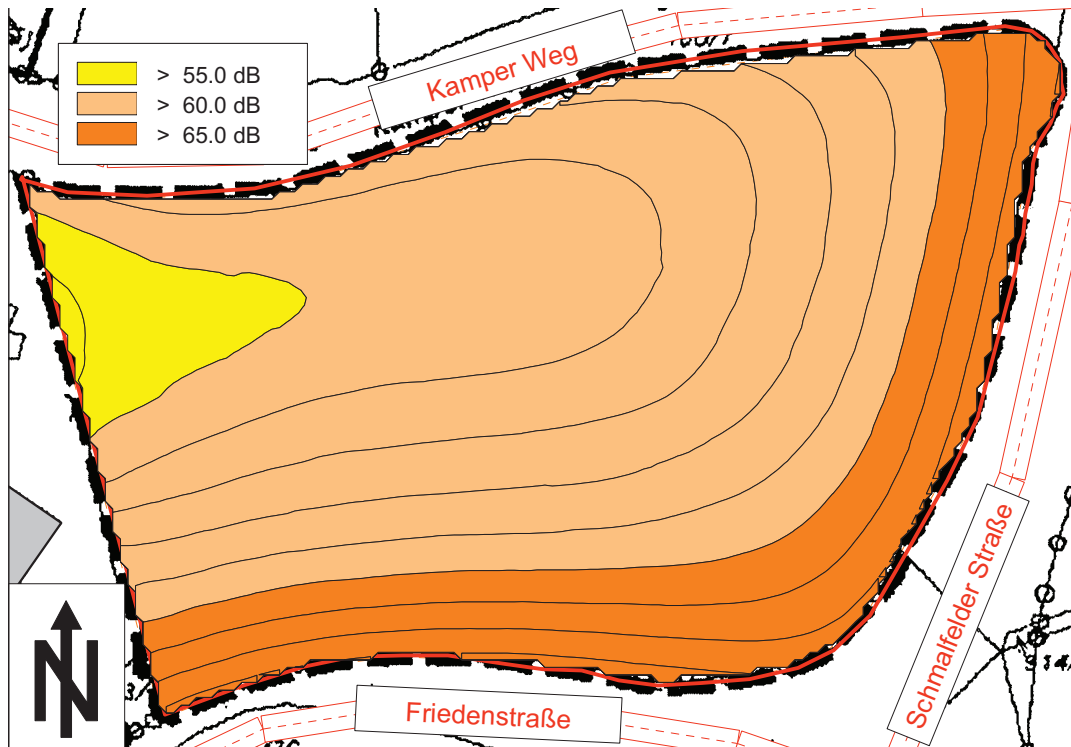 Kamper Weg
> 55.0 dB
> 60.0 dB
> 65.0 dB
Schmalfelder Straße
Friedenstraße
N